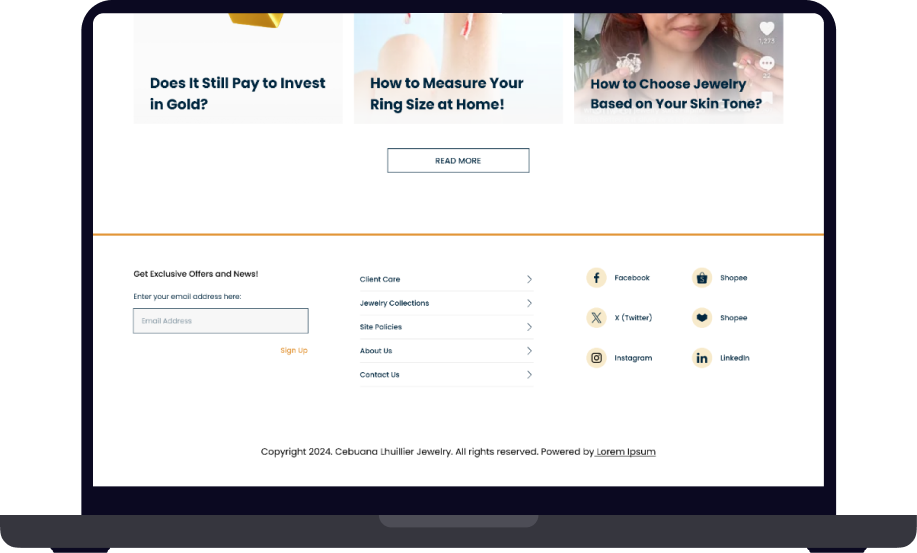 1,223
Does It Still Pay to Invest
in Gold?
How to Measure Your
Ring Size at Home!
How to Choose Jewelry
Based on Your Skin Tone?
READ MORE
Get Exclusive Offers and News!
Enter your email address here:
Email Address
Sign Up
Client Care
Jewelry Collections
Site Policies
About Us
Contact Us
Facebook
Shopee
X (Twitter)
Shopee
Instagram
LinkedIn
Copyright 2024. Cebuana Lhuillier Jewelry. All rights reserved. Powered by Lorem Ipsum